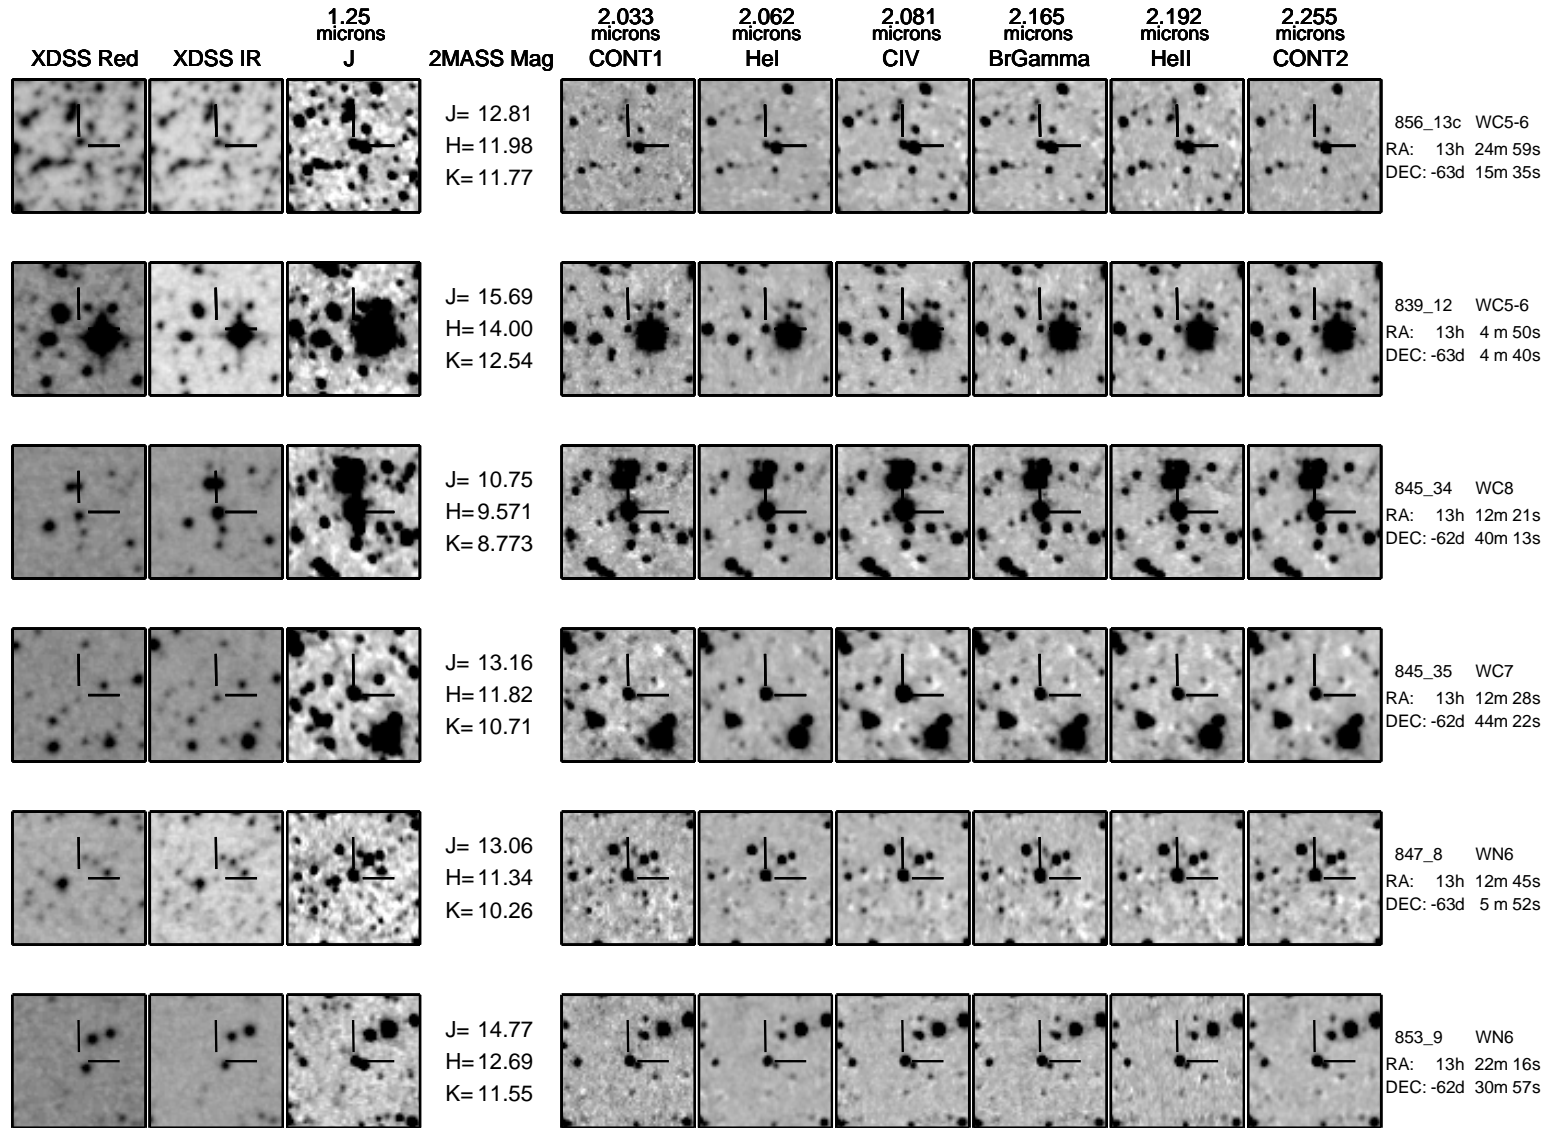 1.25 2.033 2.062 2.081 2.165 2.192 2.255
microns microns microns microns microns microns microns
XDSS Red XDSS IR J 2MASS Mag CONT1 HeI CIV BrGamma HeII CONT2
J= 12.81
H= 11.98
K= 11.77
856_13c WC5-6
RA: 13h 24m 59s
DEC: -63d 15m 35s
J= 15.69
H= 14.00
K= 12.54
839_12 WC5-6
RA: 13h 4 m 50s
DEC: -63d 4 m 40s
J= 10.75
H= 9.571
K= 8.773
845_34 WC8
RA: 13h 12m 21s
DEC: -62d 40m 13s
J= 13.16
H= 11.82
K= 10.71
845_35 WC7
RA: 13h 12m 28s
DEC: -62d 44m 22s
J= 13.06
H= 11.34
K= 10.26
847_8 WN6
RA: 13h 12m 45s
DEC: -63d 5 m 52s
J= 14.77
H= 12.69
K= 11.55
853_9 WN6
RA: 13h 22m 16s
DEC: -62d 30m 57s